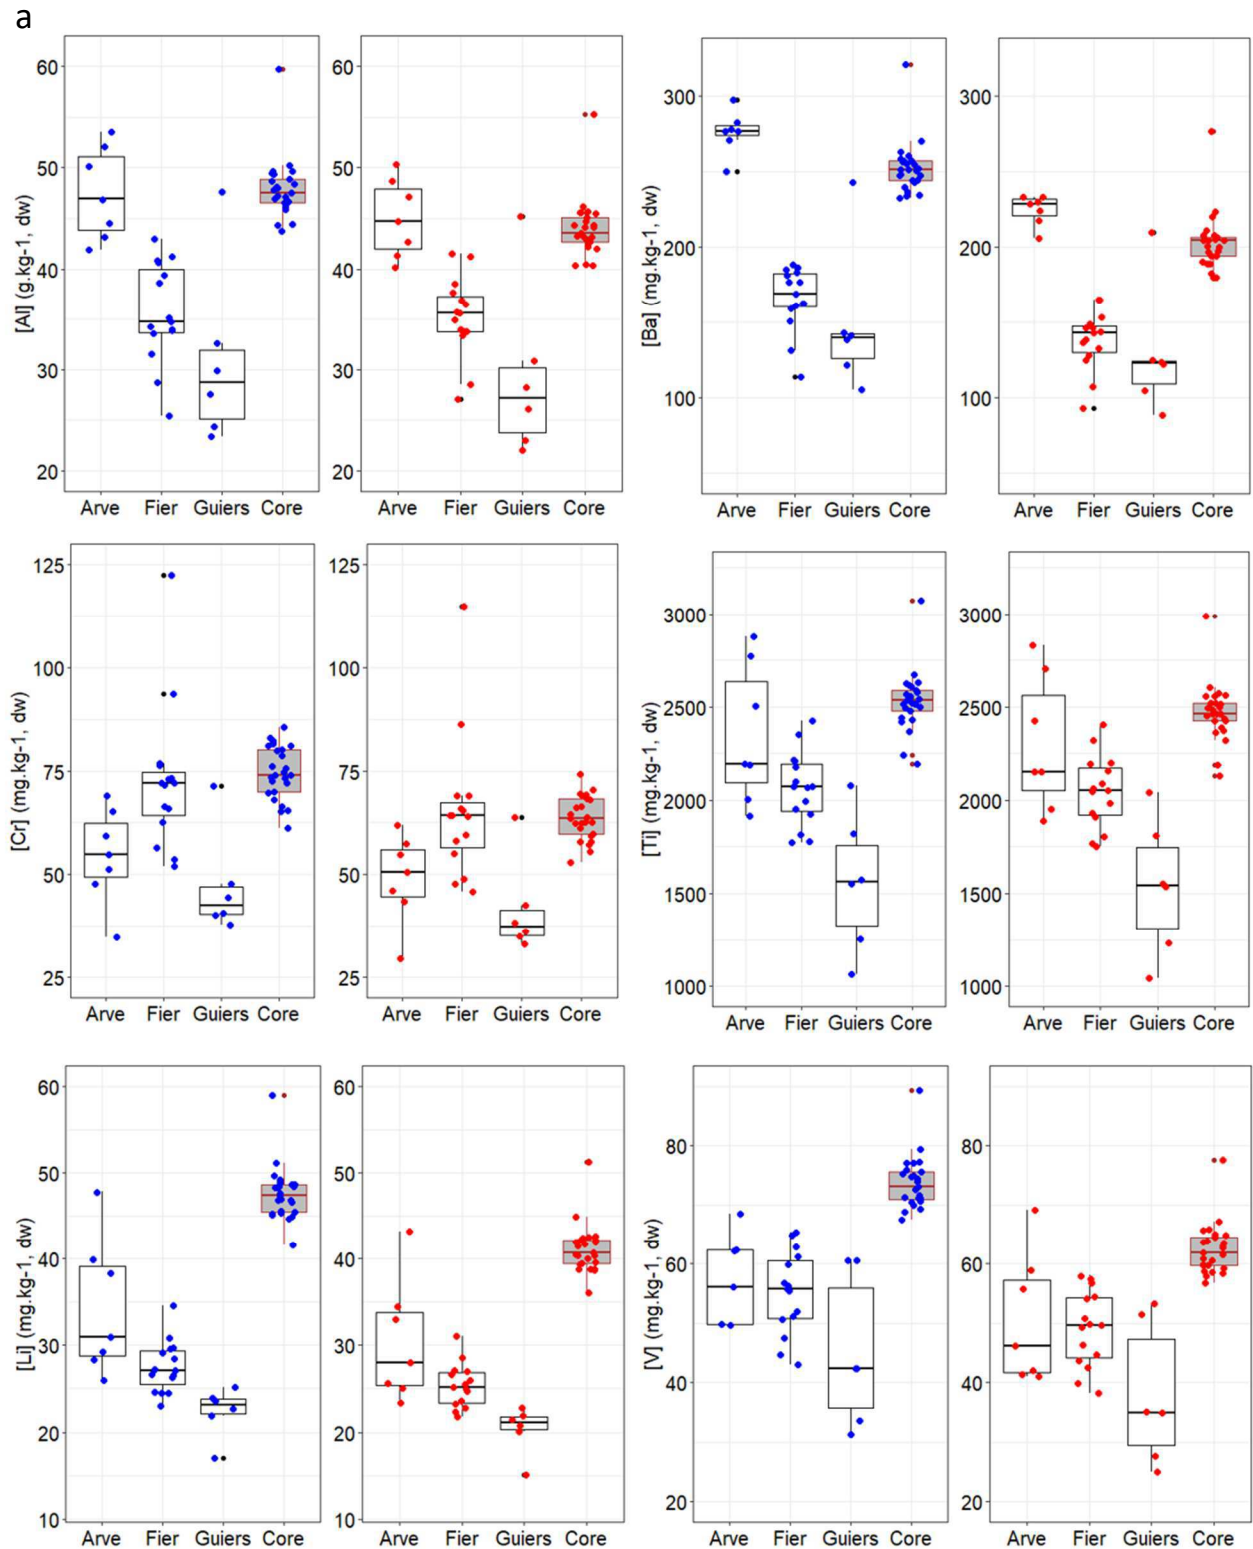 a
[Al] (g.kg-1, dw)
60
50
40
30
20
Arve Fier Guiers Core
60
50
40
30
20
Arve Fier Guiers Core
[Ba] (mg.kg-1, dw)
300
200
100
Arve Fier Guiers Core
300
200
100
Arve Fier Guiers Core
[Cr] (mg.kg-1, dw)
125
100
75
50
25
Arve Fier Guiers Core
125
100
75
50
25
Arve Fier Guiers Core
[Ti] (mg.kg-1, dw)
3000
2500
2000
1500
1000
Arve Fier Guiers Core
3000
2500
2000
1500
1000
Arve Fier Guiers Core
[Li] (mg.kg-1, dw)
60
50
40
30
20
10
Arve Fier Guiers Core
60
50
40
30
20
10
Arve Fier Guiers Core
[V] (mg.kg-1, dw)
80
60
40
20
Arve Fier Guiers Core
80
60
40
20
Arve Fier Guiers Core